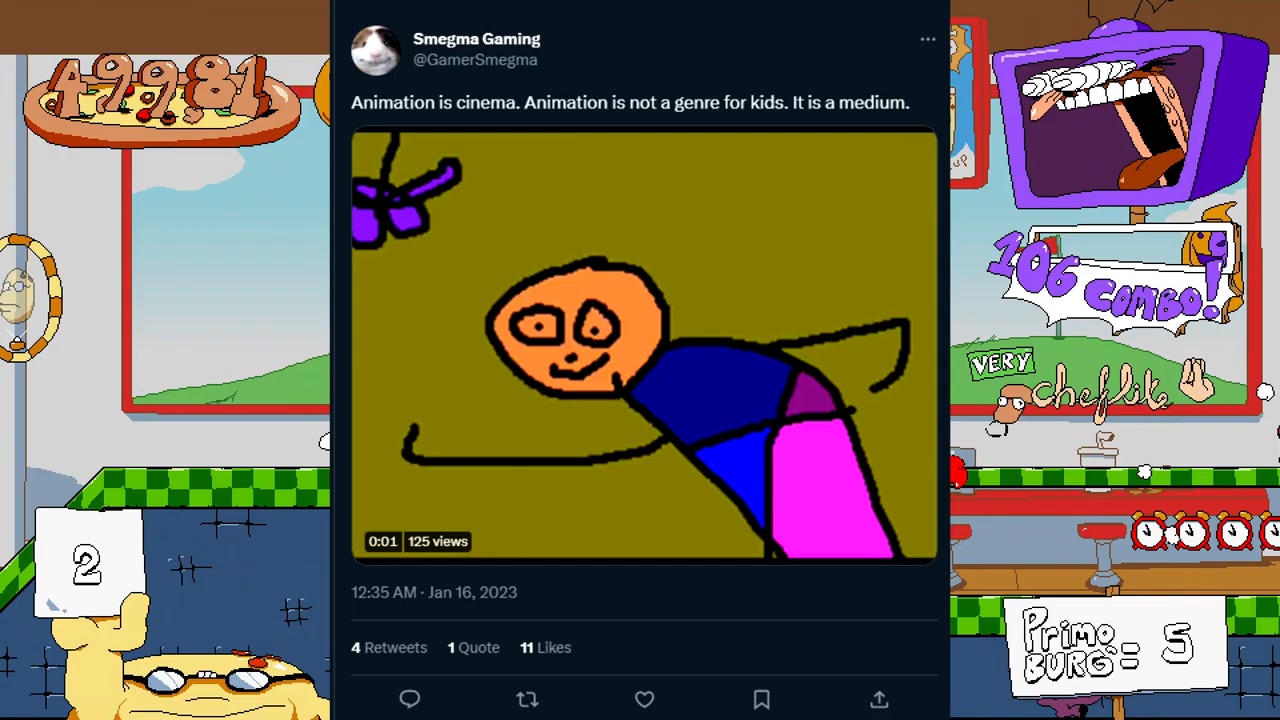 49981
Smegma Gaming
@GamerSmegma
Animation is cinema. Animation is not a genre for kids. It is a medium.
0:01
125 views
12:35 AM · Jan 16, 2023
4 Retweets 1 Quote 11 Likes
2
UP
106
COMBO!
VERY
cheflike
Primo
BURG = 5